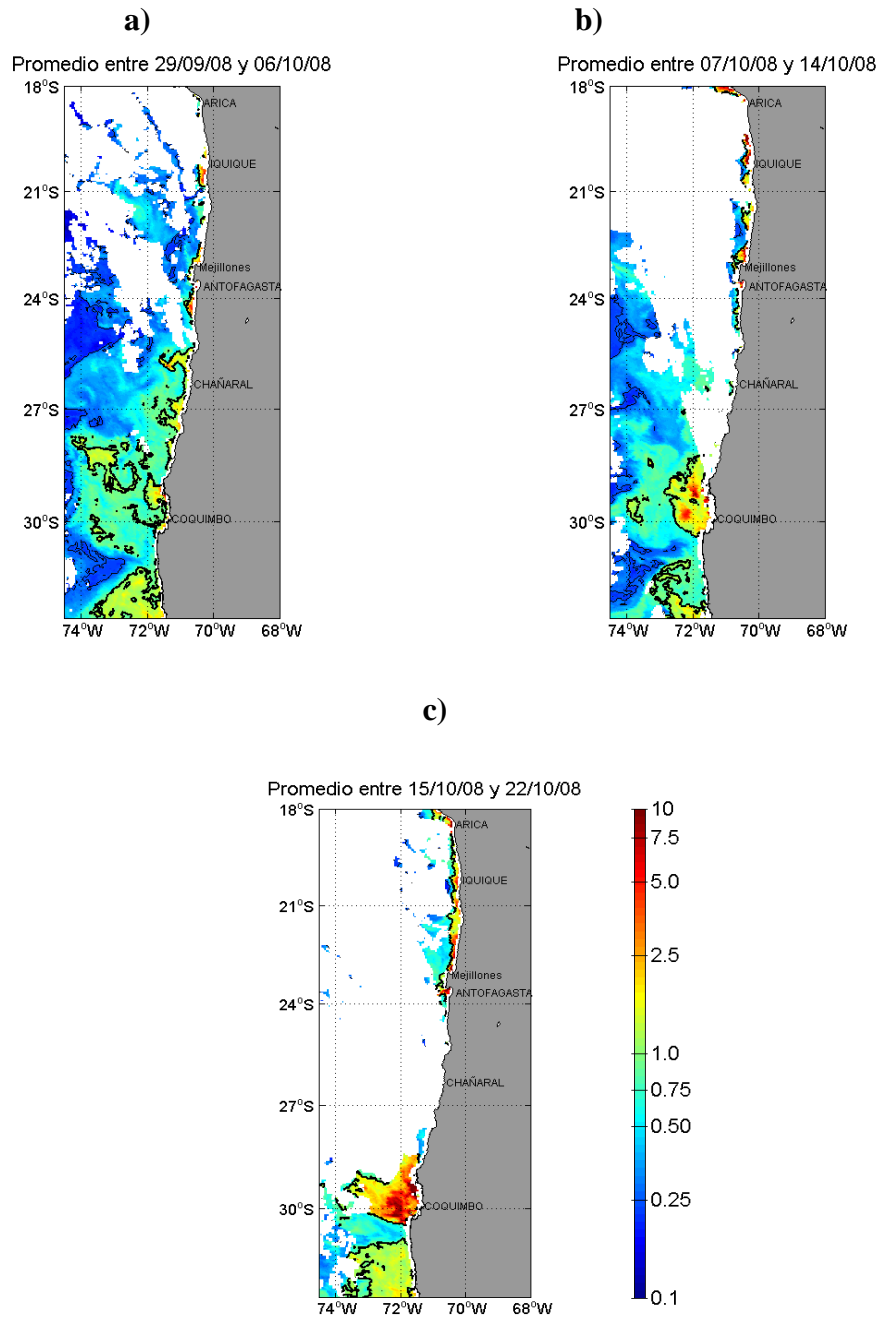 a)
b)
Promedio entre 29/09/08 y 06/10/08
Promedio entre 07/10/08 y 14/10/08
18°S
ARICA
IQUIQUE
21°S
Mejillones
24°S
ANTOFAGASTA
CHAÑARAL
27°S
30°S
COQUIMBO
74°W 72°W 70°W 68°W
18°S
ARICA
IQUIQUE
21°S
Mejillones
24°S
ANTOFAGASTA
CHAÑARAL
27°S
30°S
COQUIMBO
74°W 72°W 70°W 68°W
c)
Promedio entre 15/10/08 y 22/10/08
18°S
ARICA
IQUIQUE
21°S
Mejillones
24°S
ANTOFAGASTA
CHAÑARAL
27°S
30°S
COQUIMBO
74°W 72°W 70°W 68°W
10
7.5
5.0
2.5
1.0
0.75
0.50
0.25
0.1